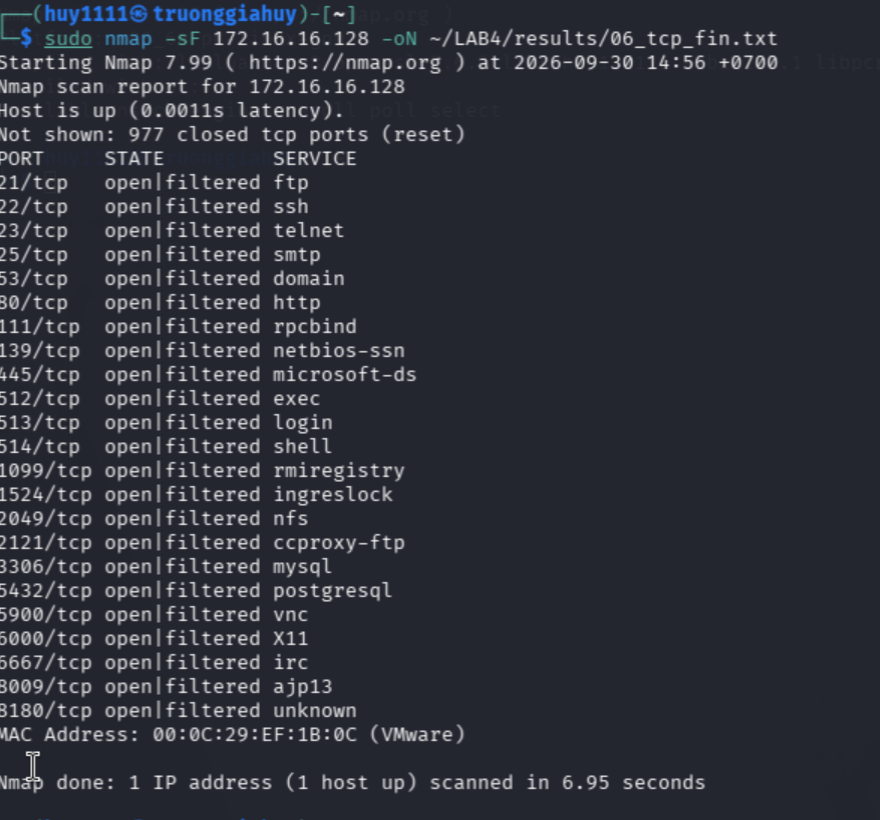 (huy1111㉿truonggiahuy)-[~]
$ sudo nmap -sF 172.16.16.128 -oN ~/LAB4/results/06_tcp_fin.txt
Starting Nmap 7.99 ( https://nmap.org ) at 2026-09-30 14:56 +0700
Nmap scan report for 172.16.16.128
Host is up (0.0011s latency).
Not shown: 977 closed tcp ports (reset)
PORT     STATE         SERVICE
21/tcp   open|filtered ftp
22/tcp   open|filtered ssh
23/tcp   open|filtered telnet
25/tcp   open|filtered smtp
53/tcp   open|filtered domain
80/tcp   open|filtered http
111/tcp  open|filtered rpcbind
139/tcp  open|filtered netbios-ssn
445/tcp  open|filtered microsoft-ds
512/tcp  open|filtered exec
513/tcp  open|filtered login
514/tcp  open|filtered shell
1099/tcp open|filtered rmiregistry
1524/tcp open|filtered ingreslock
2049/tcp open|filtered nfs
2121/tcp open|filtered ccproxy-ftp
3306/tcp open|filtered mysql
5432/tcp open|filtered postgresql
5900/tcp open|filtered vnc
6000/tcp open|filtered X11
6667/tcp open|filtered irc
8009/tcp open|filtered ajp13
8180/tcp open|filtered unknown
MAC Address: 00:0C:29:EF:1B:0C (VMware)
Nmap done: 1 IP address (1 host up) scanned in 6.95 seconds